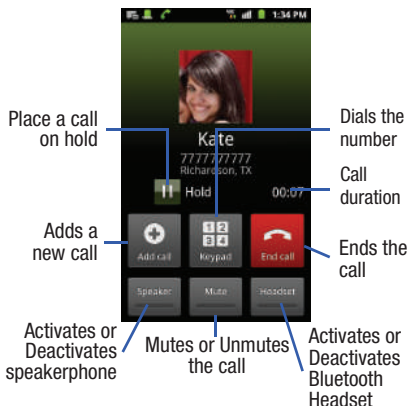 1:34 PM
Place a call
on hold
Kate
7777777777
Richardson, TX
Dials the
number
Hold
00:07
Call
duration
Adds a
new call
Add call
Keypad
End call
Ends the
call
Speaker
Mute
Headset
Activates or
Deactivates
speakerphone
Mutes or Unmutes
the call
Activates or
Deactivates
Bluetooth
Headset